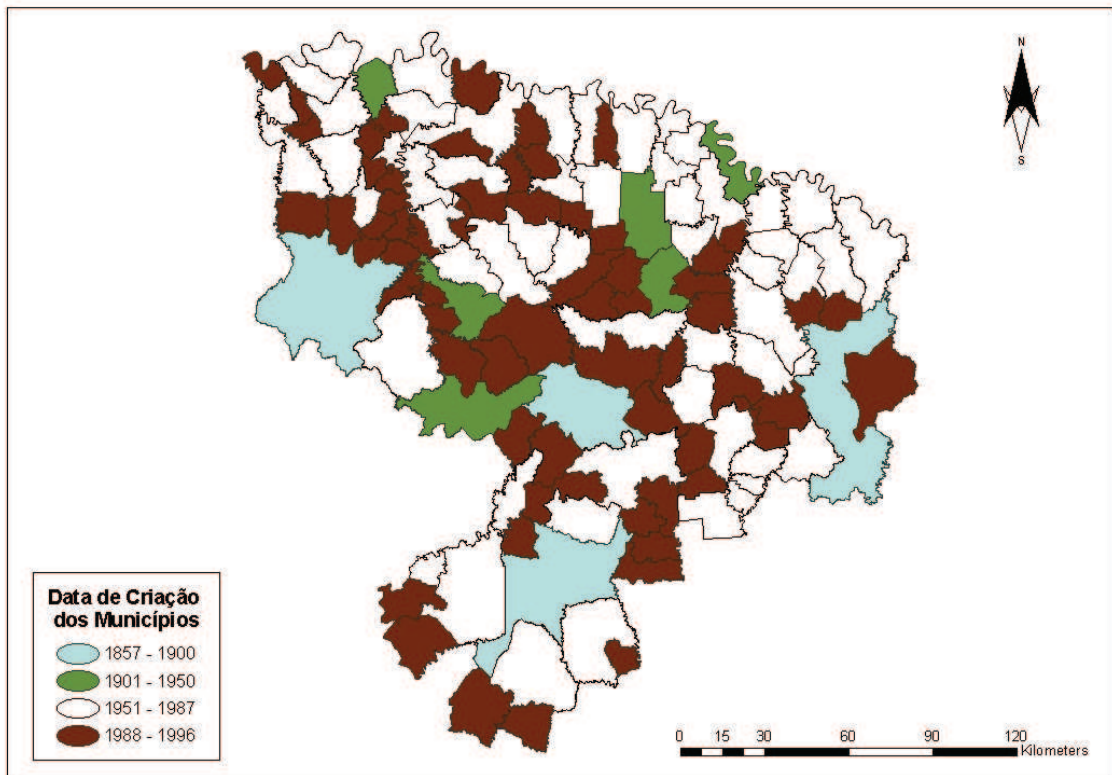 N
S
Data de Criação
dos Municípios
1857 - 1900
1901 - 1950
1951 - 1987
1988 - 1996
0 15 30 60 90 120
Kilometers